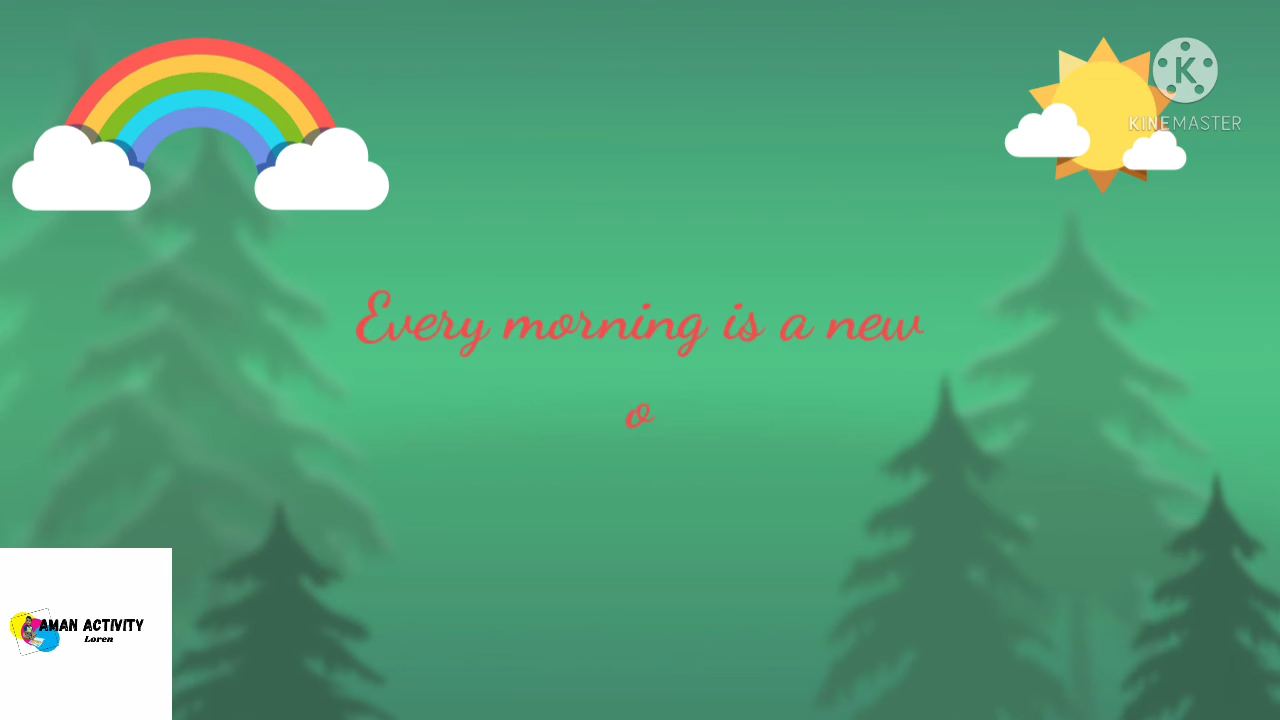 K
KINEMASTER
Every morning is a new
o
AMAN ACTIVITY
Loren